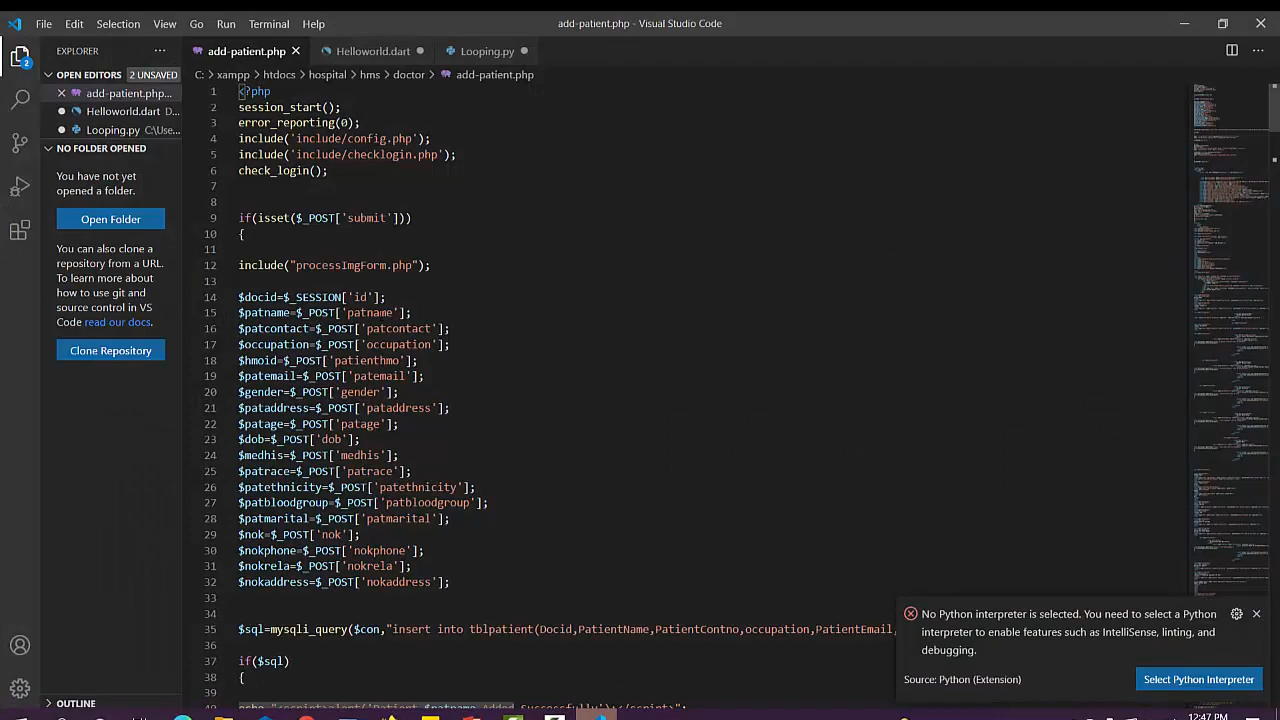 File Edit Selection View Go Run Terminal Help
add-patient.php - Visual Studio Code
EXPLORER
OPEN EDITORS 2 UNSAVED
add-patient.php...
Helloworld.dart D...
Looping.py C:\Use...
NO FOLDER OPENED
You have not yet
opened a folder.
Open Folder
You can also clone a
repository from a URL.
To learn more about
how to use git and
source control in VS
Code read our docs.
Clone Repository
OUTLINE
2
add-patient.php Helloworld.dart Looping.py
C: > xampp > htdocs > hospital > hms > doctor > add-patient.php
1 <?php
2 session_start();
3 error_reporting(0);
4 include('include/config.php');
5 include('include/checklogin.php');
6 check_login();
7
8
9 if(isset($_POST['submit']))
10 {
11
12 include("processImgForm.php");
13
14 $docid=$_SESSION['id'];
15 $patname=$_POST['patname'];
16 $patcontact=$_POST['patcontact'];
17 $occupation=$_POST['occupation'];
18 $hmoid=$_POST['patienthmo'];
19 $patemail=$_POST['patemail'];
20 $gender=$_POST['gender'];
21 $pataddress=$_POST['pataddress'];
22 $patage=$_POST['patage'];
23 $dob=$_POST['dob'];
24 $medhis=$_POST['medhis'];
25 $patrace=$_POST['patrace'];
26 $patethnicity=$_POST['patethnicity'];
27 $patbloodgroup=$_POST['patbloodgroup'];
28 $patmarital=$_POST['patmarital'];
29 $nok=$_POST['nok'];
30 $nokphone=$_POST['nokphone'];
31 $nokrela=$_POST['nokrela'];
32 $nokaddress=$_POST['nokaddress'];
33
34
35 $sql=mysqli_query($con,"insert into tblpatient(Docid,PatientName,PatientContno,occupation,PatientEmail,
36
37 if($sql)
38 {
39
40 echo "<script>alert('Patient $patname Added Successfully')</script>";
No Python interpreter is selected. You need to select a Python
interpreter to enable features such as IntelliSense, linting, and
debugging.
Source: Python (Extension) Select Python Interpreter
12:47 PM